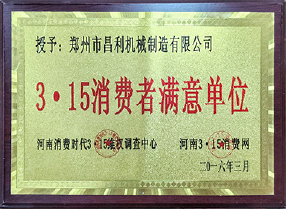 授予：郑州市昌利机械制造有限公司
3·15消费者满意单位
河南消费时代3·15维权调查中心 河南3·15消费网
二〇一六年三月